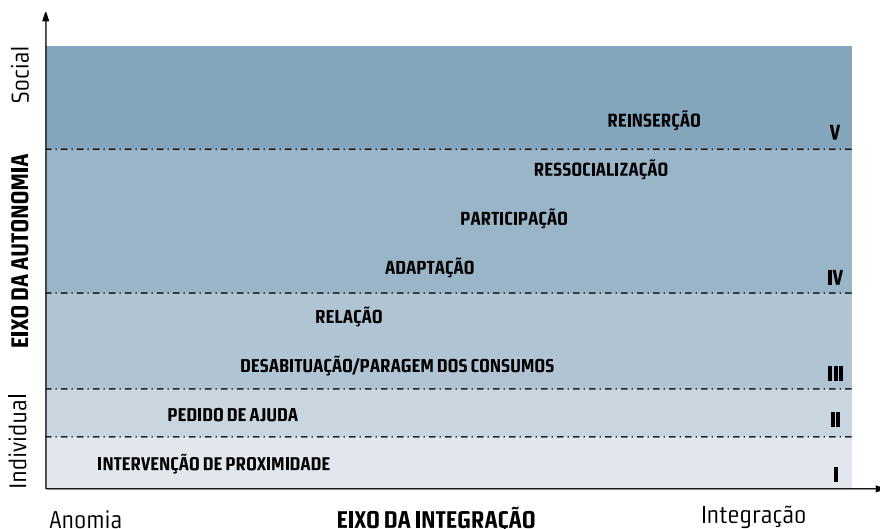 Social
REINSERÇÃO
V
RESSOCIALIZAÇÃO
PARTICIPAÇÃO
ADAPTAÇÃO
IV
EIXO DA AUTONOMIA
RELAÇÃO
DESABITUAÇÃO/PARAGEM DOS CONSUMOS
III
PEDIDO DE AJUDA
II
Individual
INTERVENÇÃO DE PROXIMIDADE
I
Anomia
EIXO DA INTEGRAÇÃO
Integração